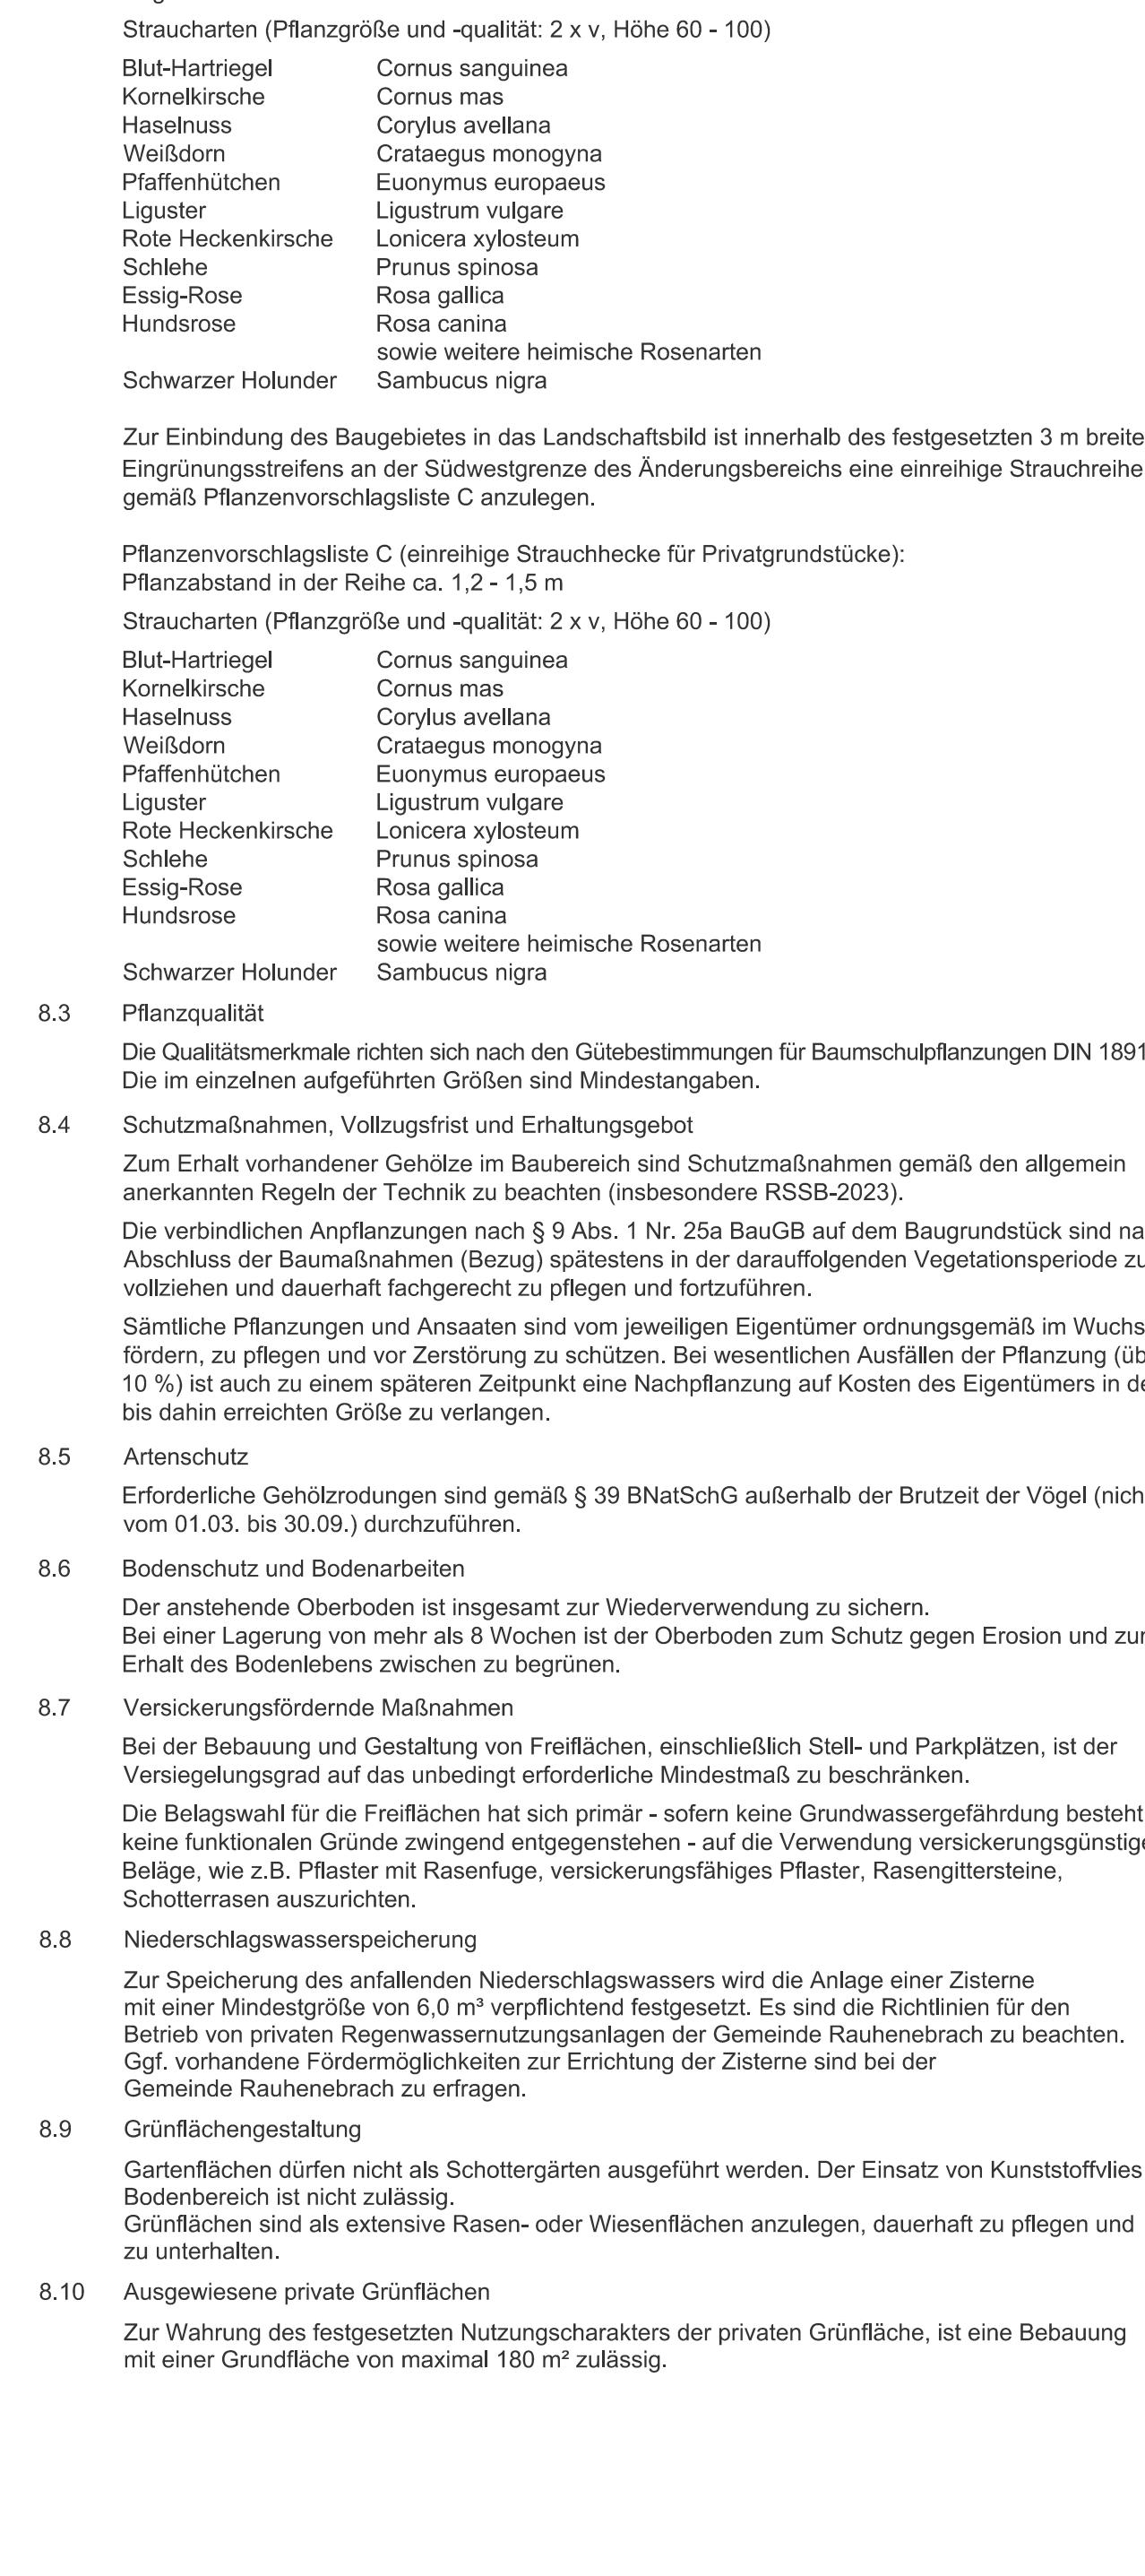 Straucharten (Pflanzgröße und -qualität: 2 x v, Höhe 60 - 100)
Blut-Hartriegel Cornus sanguinea
Kornelkirsche Cornus mas
Haselnuss Corylus avellana
Weißdorn Crataegus monogyna
Pfaffenhütchen Euonymus europaeus
Liguster Ligustrum vulgare
Rote Heckenkirsche Lonicera xylosteum
Schlehe Prunus spinosa
Essig-Rose Rosa gallica
Hundsrose Rosa canina
sowie weitere heimische Rosenarten
Schwarzer Holunder Sambucus nigra
Zur Einbindung des Baugebietes in das Landschaftsbild ist innerhalb des festgesetzten 3 m breite
Eingrünungsstreifens an der Südwestgrenze des Änderungsbereichs eine einreihige Strauchreihe
gemäß Pflanzenvorschlagsliste C anzulegen.
Pflanzenvorschlagsliste C (einreihige Strauchhecke für Privatgrundstücke):
Pflanzabstand in der Reihe ca. 1,2 - 1,5 m
Straucharten (Pflanzgröße und -qualität: 2 x v, Höhe 60 - 100)
Blut-Hartriegel Cornus sanguinea
Kornelkirsche Cornus mas
Haselnuss Corylus avellana
Weißdorn Crataegus monogyna
Pfaffenhütchen Euonymus europaeus
Liguster Ligustrum vulgare
Rote Heckenkirsche Lonicera xylosteum
Schlehe Prunus spinosa
Essig-Rose Rosa gallica
Hundsrose Rosa canina
sowie weitere heimische Rosenarten
Schwarzer Holunder Sambucus nigra
8.3 Pflanzqualität
Die Qualitätsmerkmale richten sich nach den Gütebestimmungen für Baumschulpflanzungen DIN 1891
Die im einzelnen aufgeführten Größen sind Mindestangaben.
8.4 Schutzmaßnahmen, Vollzugsfrist und Erhaltungsgebot
Zum Erhalt vorhandener Gehölze im Baubereich sind Schutzmaßnahmen gemäß den allgemein
anerkannten Regeln der Technik zu beachten (insbesondere RSSB-2023).
Die verbindlichen Anpflanzungen nach § 9 Abs. 1 Nr. 25a BauGB auf dem Baugrundstück sind na
Abschluss der Baumaßnahmen (Bezug) spätestens in der darauffolgenden Vegetationsperiode zu
vollziehen und dauerhaft fachgerecht zu pflegen und fortzuführen.
Sämtliche Pflanzungen und Ansaaten sind vom jeweiligen Eigentümer ordnungsgemäß im Wuchs
fördern, zu pflegen und vor Zerstörung zu schützen. Bei wesentlichen Ausfällen der Pflanzung (üb
10 %) ist auch zu einem späteren Zeitpunkt eine Nachpflanzung auf Kosten des Eigentümers in de
bis dahin erreichten Größe zu verlangen.
8.5 Artenschutz
Erforderliche Gehölzrodungen sind gemäß § 39 BNatSchG außerhalb der Brutzeit der Vögel (nich
vom 01.03. bis 30.09.) durchzuführen.
8.6 Bodenschutz und Bodenarbeiten
Der anstehende Oberboden ist insgesamt zur Wiederverwendung zu sichern.
Bei einer Lagerung von mehr als 8 Wochen ist der Oberboden zum Schutz gegen Erosion und zur
Erhalt des Bodenlebens zwischen zu begrünen.
8.7 Versickerungsfördernde Maßnahmen
Bei der Bebauung und Gestaltung von Freiflächen, einschließlich Stell- und Parkplätzen, ist der
Versiegelungsgrad auf das unbedingt erforderliche Mindestmaß zu beschränken.
Die Belagswahl für die Freiflächen hat sich primär - sofern keine Grundwassergefährdung besteht
keine funktionalen Gründe zwingend entgegenstehen - auf die Verwendung versickerungsgünstige
Beläge, wie z.B. Pflaster mit Rasenfuge, versickerungsfähiges Pflaster, Rasengittersteine,
Schotterrasen auszurichten.
8.8 Niederschlagswasserspeicherung
Zur Speicherung des anfallenden Niederschlagswassers wird die Anlage einer Zisterne
mit einer Mindestgröße von 6,0 m³ verpflichtend festgesetzt. Es sind die Richtlinien für den
Betrieb von privaten Regenwassernutzungsanlagen der Gemeinde Rauhenebrach zu beachten.
Ggf. vorhandene Fördermöglichkeiten zur Errichtung der Zisterne sind bei der
Gemeinde Rauhenebrach zu erfragen.
8.9 Grünflächengestaltung
Gartenflächen dürfen nicht als Schottergärten ausgeführt werden. Der Einsatz von Kunststoffvlies
Bodenbereich ist nicht zulässig.
Grünflächen sind als extensive Rasen- oder Wiesenflächen anzulegen, dauerhaft zu pflegen und
zu unterhalten.
8.10 Ausgewiesene private Grünflächen
Zur Wahrung des festgesetzten Nutzungscharakters der privaten Grünfläche, ist eine Bebauung
mit einer Grundfläche von maximal 180 m² zulässig.